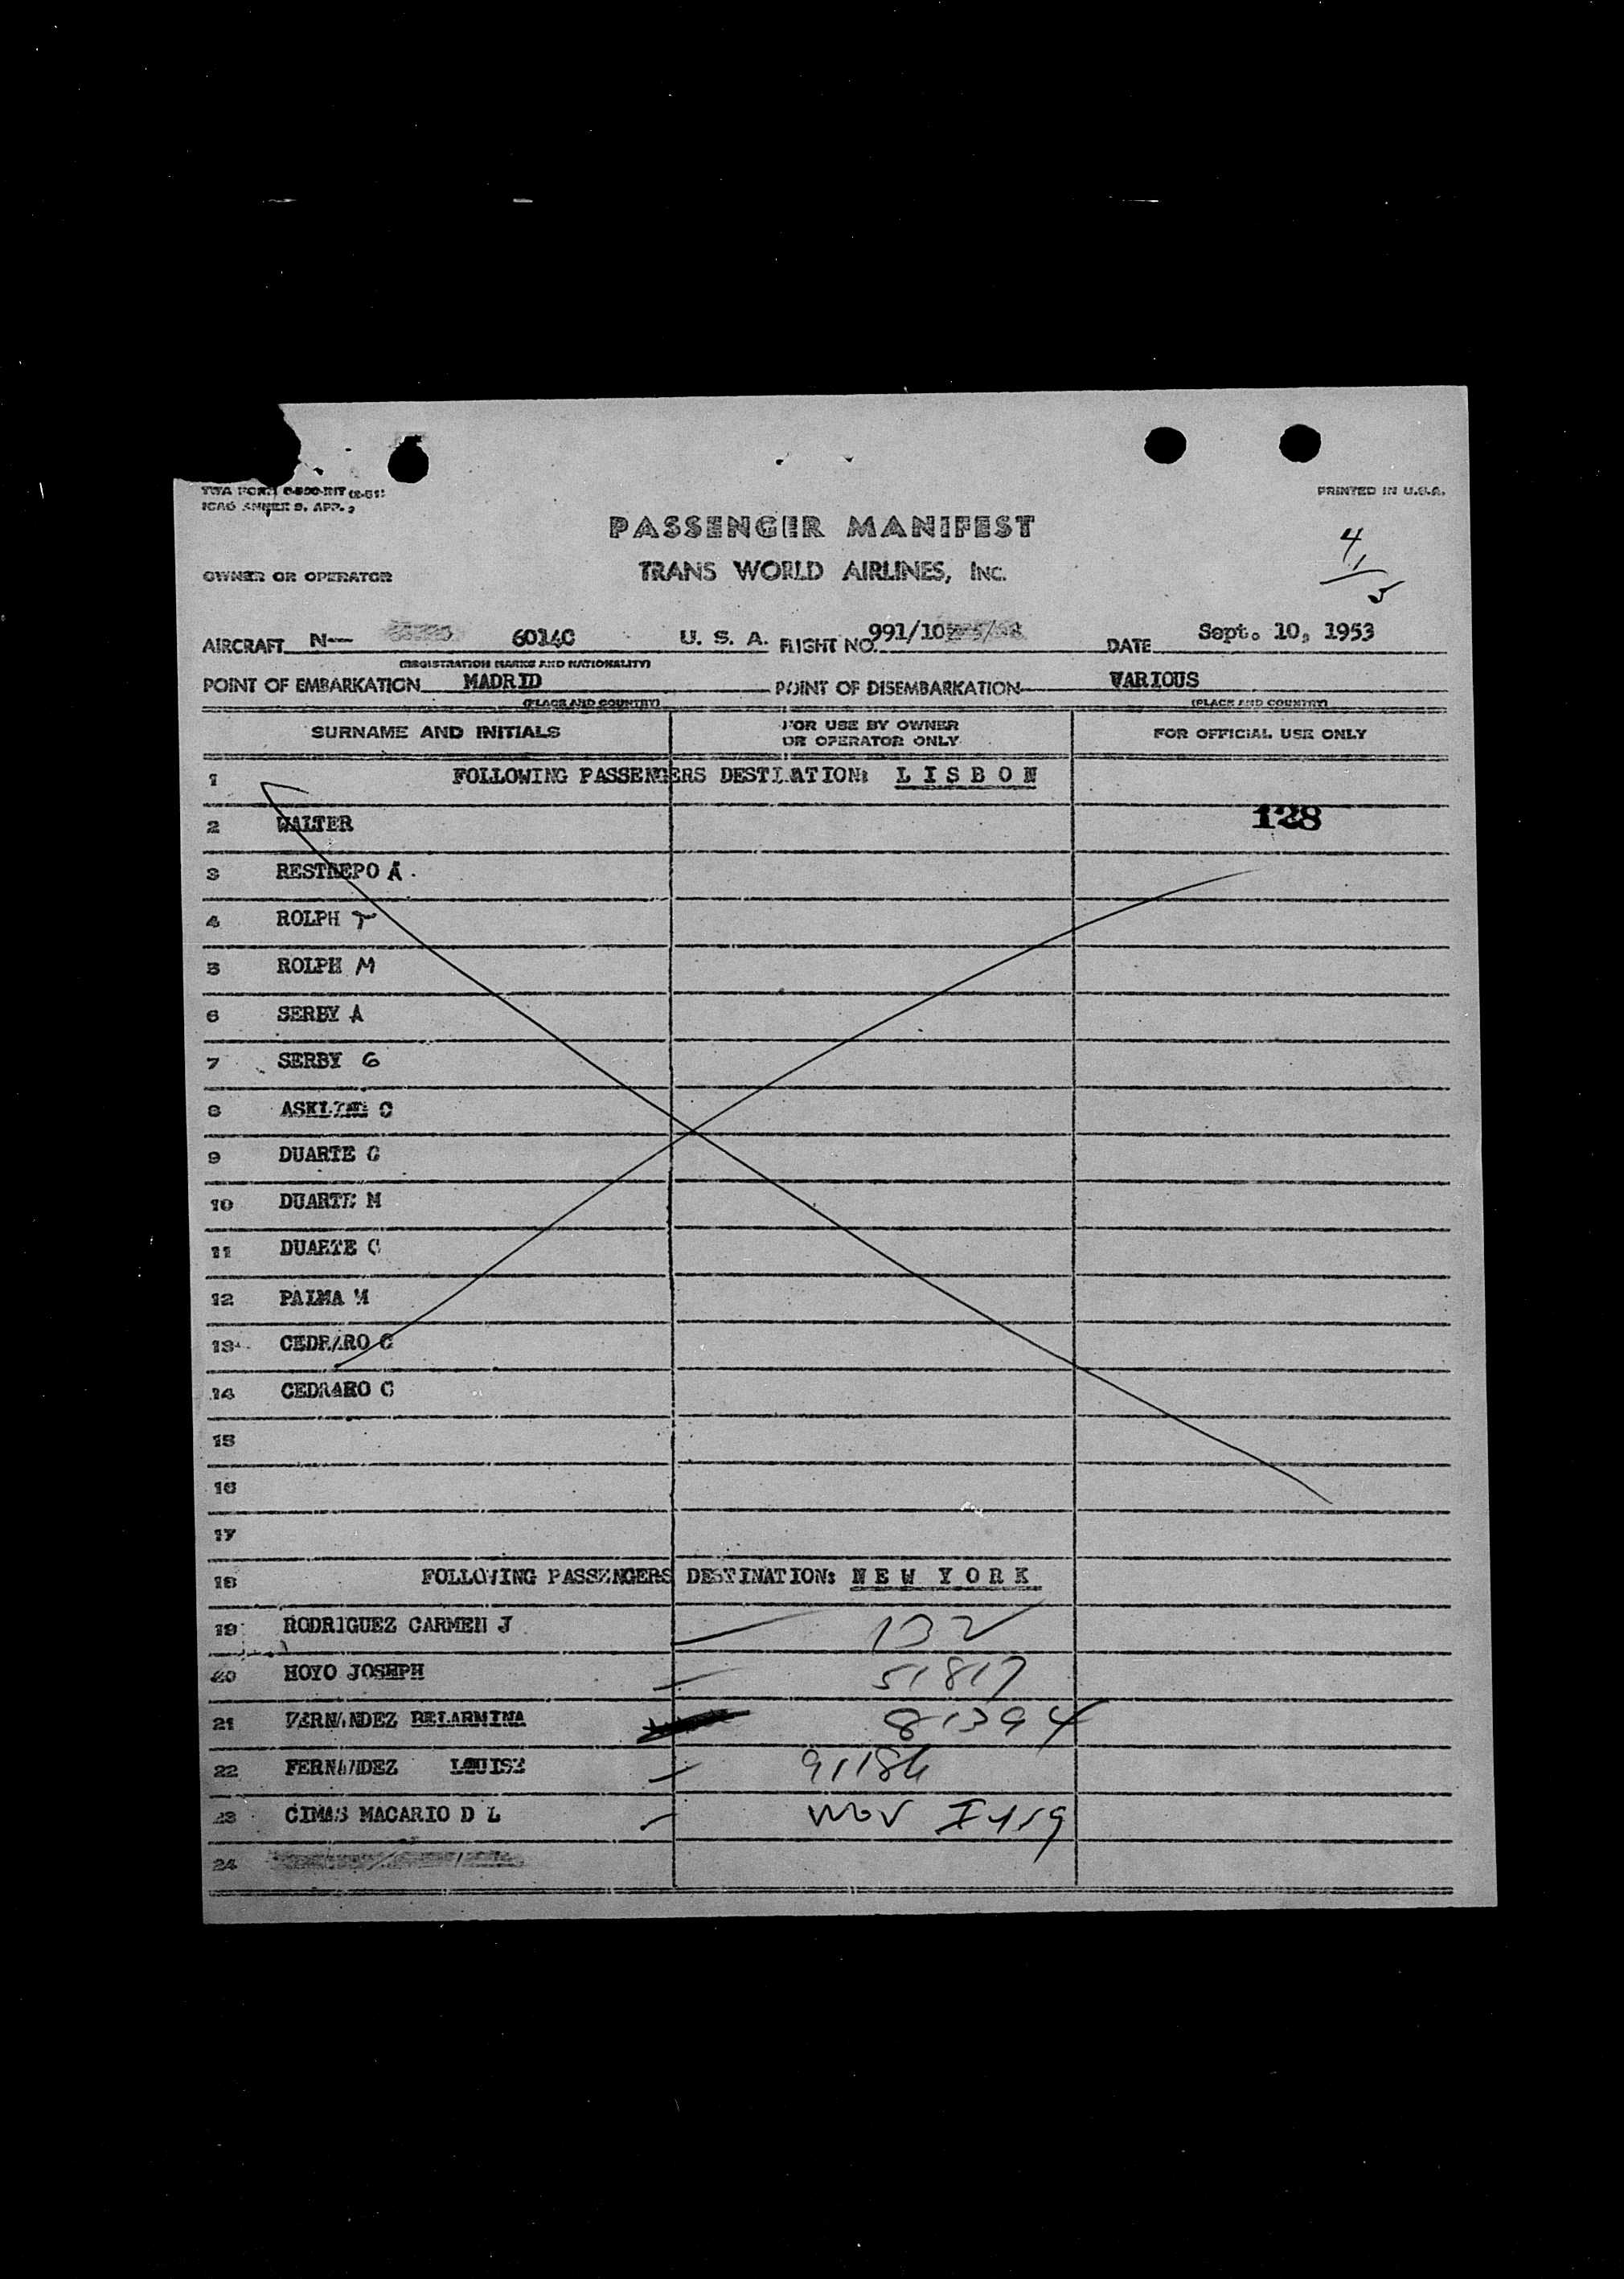 TWA FORM
ICAO ANNEX 9, APP.
PRINTED IN U.S.A.
PASSENGER MANIFEST
4
1
5
OWNER OR OPERATOR
TRANS WORLD AIRLINES, INC.
AIRCRAFT N- 6014C U. S. A. FLIGHT NO. 991/10 DATE Sept. 10, 1953
(REGISTRATION MARKS AND NATIONALITY)
POINT OF EMBARKATION MADRID POINT OF DISEMBARKATION VARIOUS
(PLACE AND COUNTRY) (PLACE AND COUNTRY)
SURNAME AND INITIALS FOR USE BY OWNER OR OPERATOR ONLY FOR OFFICIAL USE ONLY
1 FOLLOWING PASSENGERS DESTINATION: LISBON
2 WALTER 128
3 RESTREPO A.
4 ROLPH T
5 ROLPH M
6 SERBY A
7 SERBY G
8 C
9 DUARTE G
10 DUARTE M
11 DUARTE C
12 PALMA M
13 CEDRARO C
14 CEDRARO C
15
16
17
18 FOLLOWING PASSENGERS DESTINATION: NEW YORK
19 RODRIGUEZ CARMEN J 132
20 HOYO JOSEPH 51817
21 FERNANDEZ BELARMINA 81394
22 FERNANDEZ LOUISE
23 CIMAS MACARIO D L
24